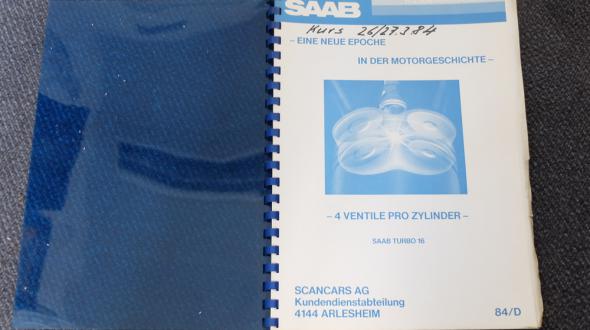 SAAB
Kurs 26/27.3.84
– EINE NEUE EPOCHE
IN DER MOTORGESCHICHTE –
– 4 VENTILE PRO ZYLINDER –
SAAB TURBO 16
SCANCARS AG
Kundendienstabteilung
4144 ARLESHEIM
84/D